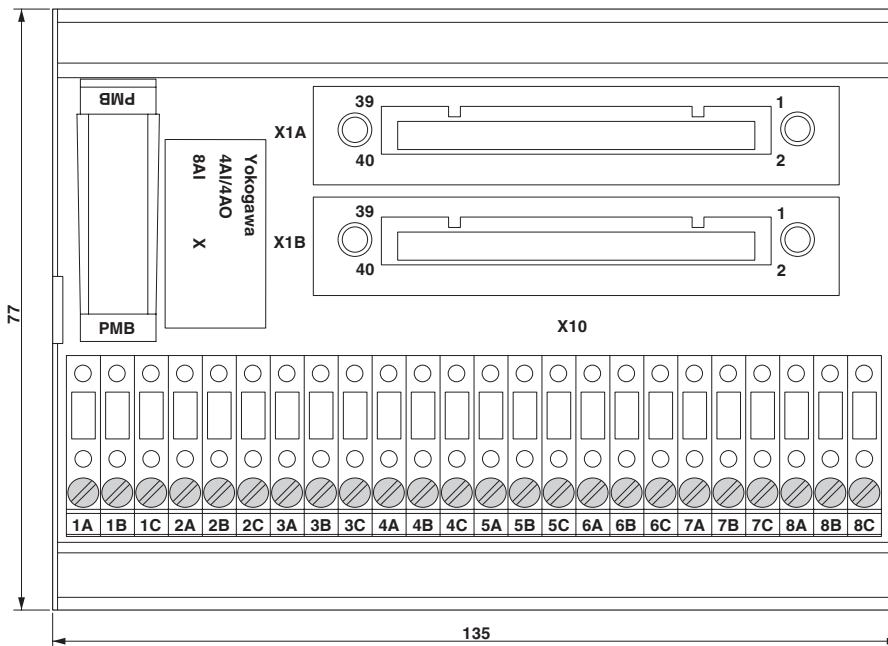 PMB
39
1
X1A
40
2
Yokogawa
4AI/4AO
8AI X
39
1
X1B
40
2
PMB
X10
77
1A 1B 1C 2A 2B 2C 3A 3B 3C 4A 4B 4C 5A 5B 5C 6A 6B 6C 7A 7B 7C 8A 8B 8C
135